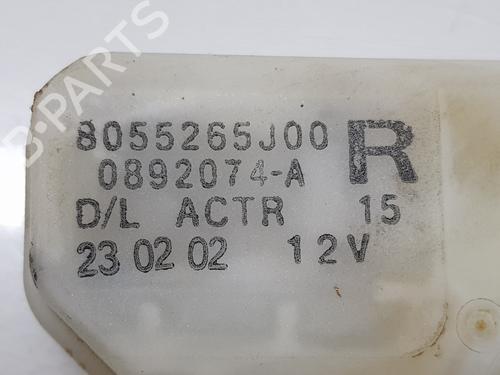 8055265J00
0892074-A
R
D/L ACTR 15
23 02 02 12V
B-PARTS